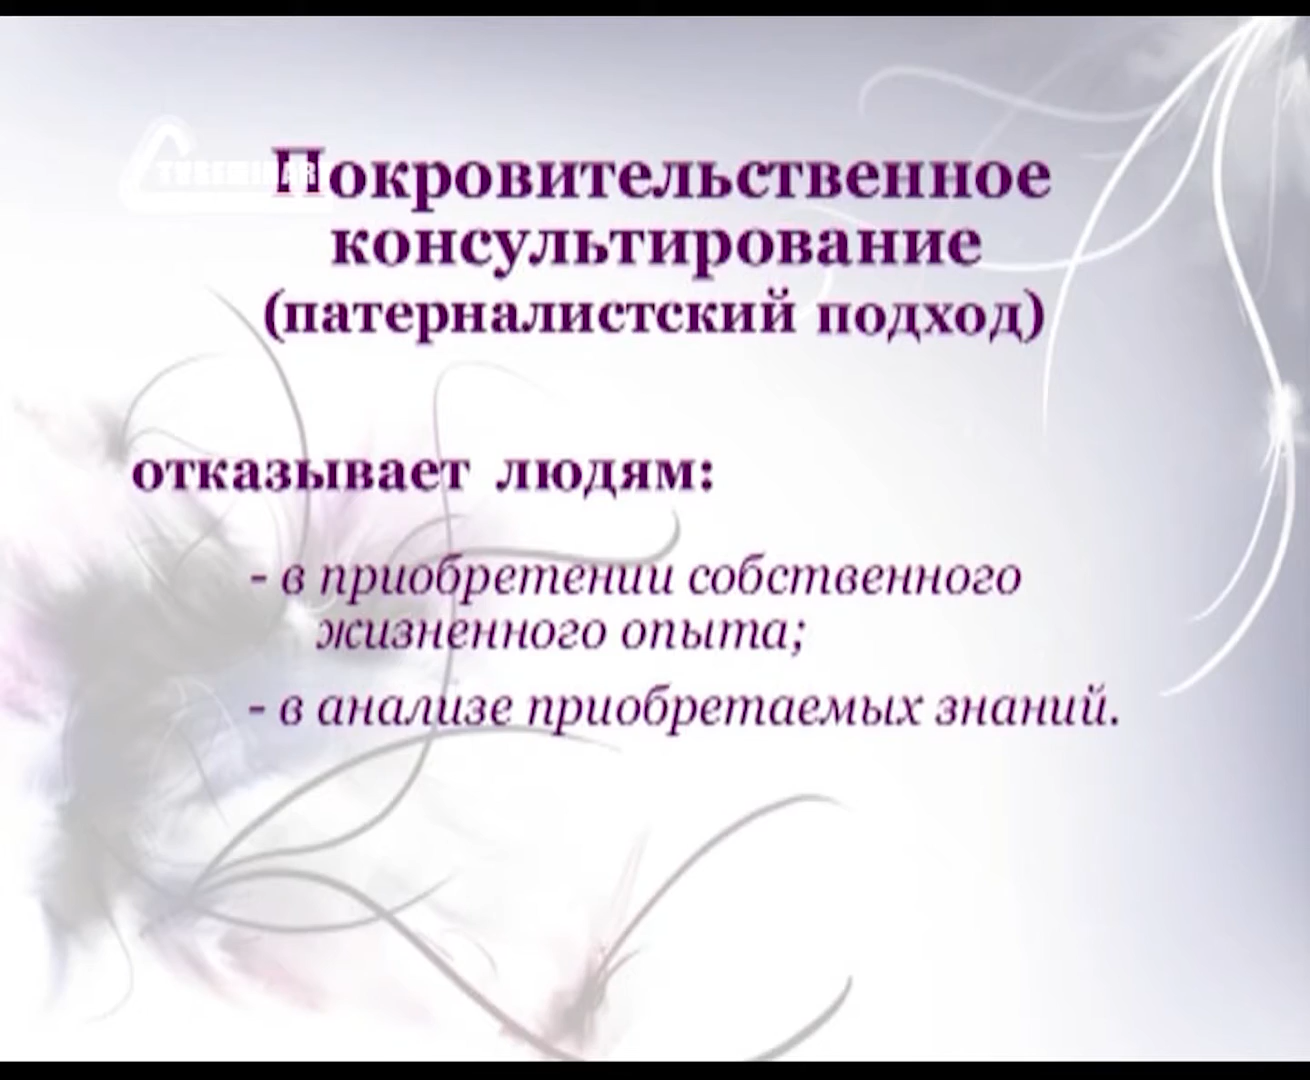 Покровительственное
консультирование
(патерналистский подход)
отказывает людям:
- в приобретении собственного
жизненного опыта;
- в анализе приобретаемых знаний.